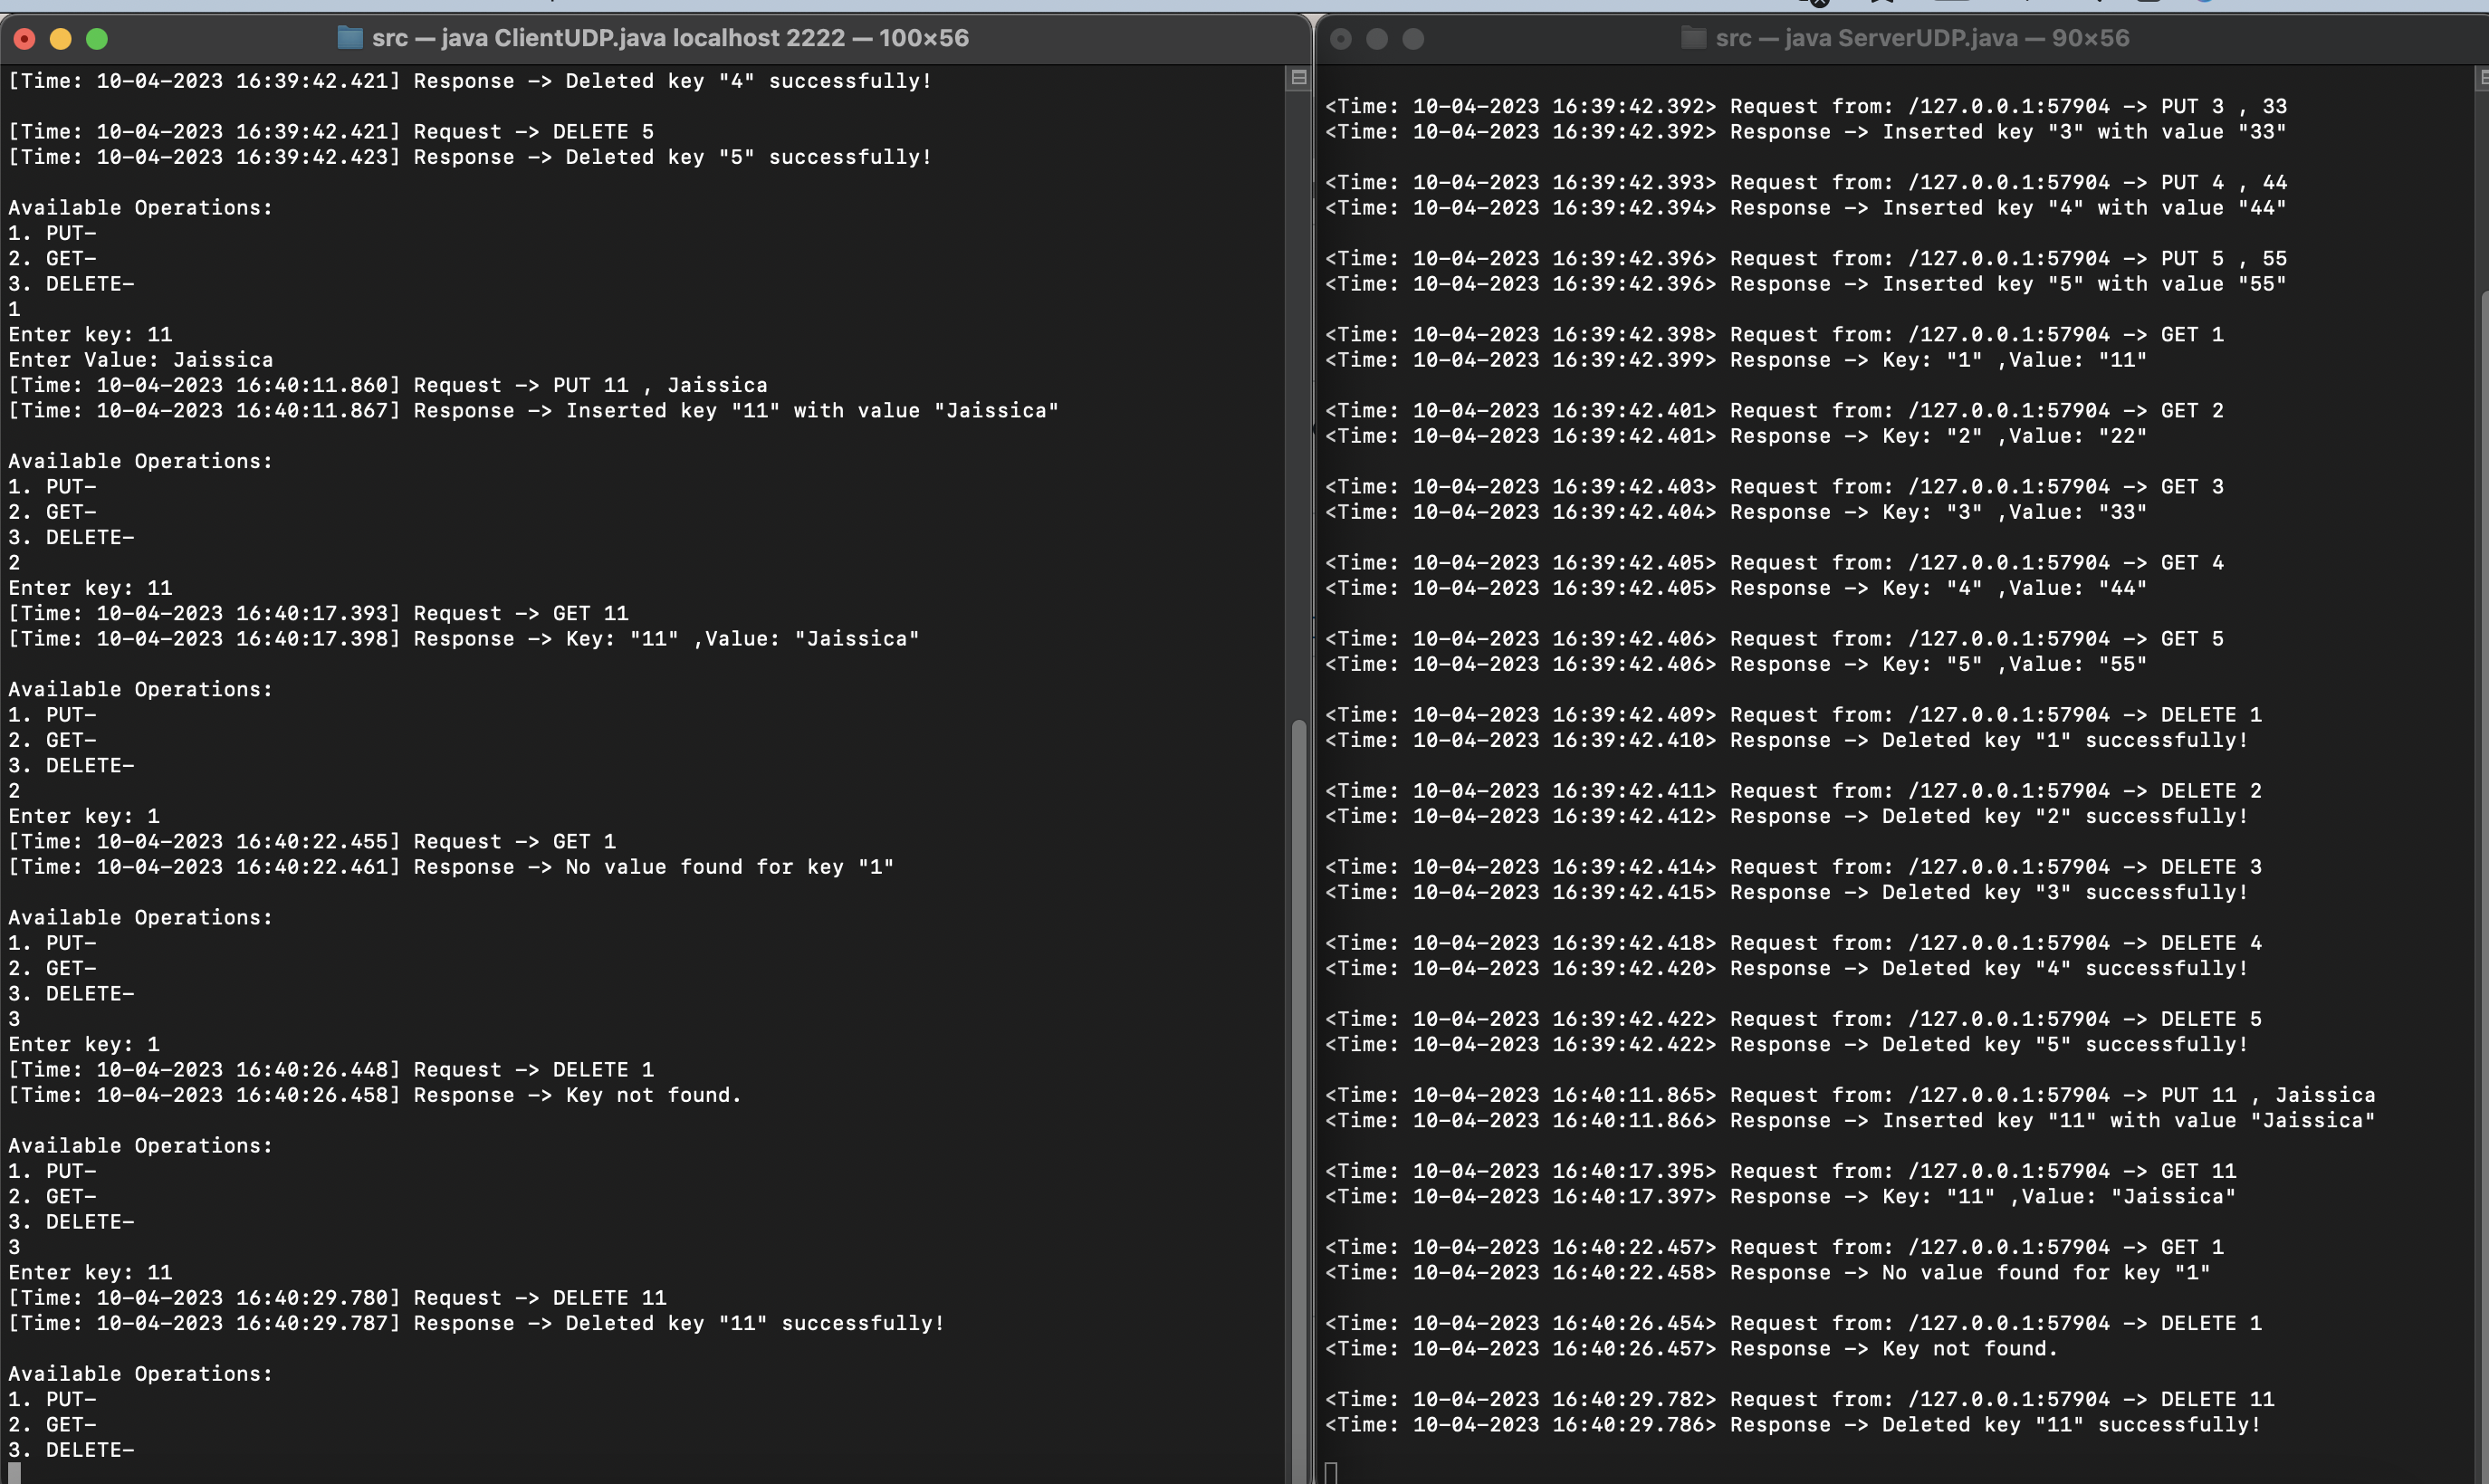 src — java ClientUDP.java localhost 2222 — 100×56
[Time: 10-04-2023 16:39:42.421] Response -> Deleted key "4" successfully!
[Time: 10-04-2023 16:39:42.421] Request -> DELETE 5
[Time: 10-04-2023 16:39:42.423] Response -> Deleted key "5" successfully!
Available Operations:
1. PUT-
2. GET-
3. DELETE-
1
Enter key: 11
Enter Value: Jaissica
[Time: 10-04-2023 16:40:11.860] Request -> PUT 11 , Jaissica
[Time: 10-04-2023 16:40:11.867] Response -> Inserted key "11" with value "Jaissica"
Available Operations:
1. PUT-
2. GET-
3. DELETE-
2
Enter key: 11
[Time: 10-04-2023 16:40:17.393] Request -> GET 11
[Time: 10-04-2023 16:40:17.398] Response -> Key: "11" ,Value: "Jaissica"
Available Operations:
1. PUT-
2. GET-
3. DELETE-
2
Enter key: 1
[Time: 10-04-2023 16:40:22.455] Request -> GET 1
[Time: 10-04-2023 16:40:22.461] Response -> No value found for key "1"
Available Operations:
1. PUT-
2. GET-
3. DELETE-
3
Enter key: 1
[Time: 10-04-2023 16:40:26.448] Request -> DELETE 1
[Time: 10-04-2023 16:40:26.458] Response -> Key not found.
Available Operations:
1. PUT-
2. GET-
3. DELETE-
3
Enter key: 11
[Time: 10-04-2023 16:40:29.780] Request -> DELETE 11
[Time: 10-04-2023 16:40:29.787] Response -> Deleted key "11" successfully!
Available Operations:
1. PUT-
2. GET-
3. DELETE-
src — java ServerUDP.java — 90×56
<Time: 10-04-2023 16:39:42.392> Request from: /127.0.0.1:57904 -> PUT 3 , 33
<Time: 10-04-2023 16:39:42.392> Response -> Inserted key "3" with value "33"
<Time: 10-04-2023 16:39:42.393> Request from: /127.0.0.1:57904 -> PUT 4 , 44
<Time: 10-04-2023 16:39:42.394> Response -> Inserted key "4" with value "44"
<Time: 10-04-2023 16:39:42.396> Request from: /127.0.0.1:57904 -> PUT 5 , 55
<Time: 10-04-2023 16:39:42.396> Response -> Inserted key "5" with value "55"
<Time: 10-04-2023 16:39:42.398> Request from: /127.0.0.1:57904 -> GET 1
<Time: 10-04-2023 16:39:42.399> Response -> Key: "1" ,Value: "11"
<Time: 10-04-2023 16:39:42.401> Request from: /127.0.0.1:57904 -> GET 2
<Time: 10-04-2023 16:39:42.401> Response -> Key: "2" ,Value: "22"
<Time: 10-04-2023 16:39:42.403> Request from: /127.0.0.1:57904 -> GET 3
<Time: 10-04-2023 16:39:42.404> Response -> Key: "3" ,Value: "33"
<Time: 10-04-2023 16:39:42.405> Request from: /127.0.0.1:57904 -> GET 4
<Time: 10-04-2023 16:39:42.405> Response -> Key: "4" ,Value: "44"
<Time: 10-04-2023 16:39:42.406> Request from: /127.0.0.1:57904 -> GET 5
<Time: 10-04-2023 16:39:42.406> Response -> Key: "5" ,Value: "55"
<Time: 10-04-2023 16:39:42.409> Request from: /127.0.0.1:57904 -> DELETE 1
<Time: 10-04-2023 16:39:42.410> Response -> Deleted key "1" successfully!
<Time: 10-04-2023 16:39:42.411> Request from: /127.0.0.1:57904 -> DELETE 2
<Time: 10-04-2023 16:39:42.412> Response -> Deleted key "2" successfully!
<Time: 10-04-2023 16:39:42.414> Request from: /127.0.0.1:57904 -> DELETE 3
<Time: 10-04-2023 16:39:42.415> Response -> Deleted key "3" successfully!
<Time: 10-04-2023 16:39:42.418> Request from: /127.0.0.1:57904 -> DELETE 4
<Time: 10-04-2023 16:39:42.420> Response -> Deleted key "4" successfully!
<Time: 10-04-2023 16:39:42.422> Request from: /127.0.0.1:57904 -> DELETE 5
<Time: 10-04-2023 16:39:42.422> Response -> Deleted key "5" successfully!
<Time: 10-04-2023 16:40:11.865> Request from: /127.0.0.1:57904 -> PUT 11 , Jaissica
<Time: 10-04-2023 16:40:11.866> Response -> Inserted key "11" with value "Jaissica"
<Time: 10-04-2023 16:40:17.395> Request from: /127.0.0.1:57904 -> GET 11
<Time: 10-04-2023 16:40:17.397> Response -> Key: "11" ,Value: "Jaissica"
<Time: 10-04-2023 16:40:22.457> Request from: /127.0.0.1:57904 -> GET 1
<Time: 10-04-2023 16:40:22.458> Response -> No value found for key "1"
<Time: 10-04-2023 16:40:26.454> Request from: /127.0.0.1:57904 -> DELETE 1
<Time: 10-04-2023 16:40:26.457> Response -> Key not found.
<Time: 10-04-2023 16:40:29.782> Request from: /127.0.0.1:57904 -> DELETE 11
<Time: 10-04-2023 16:40:29.786> Response -> Deleted key "11" successfully!